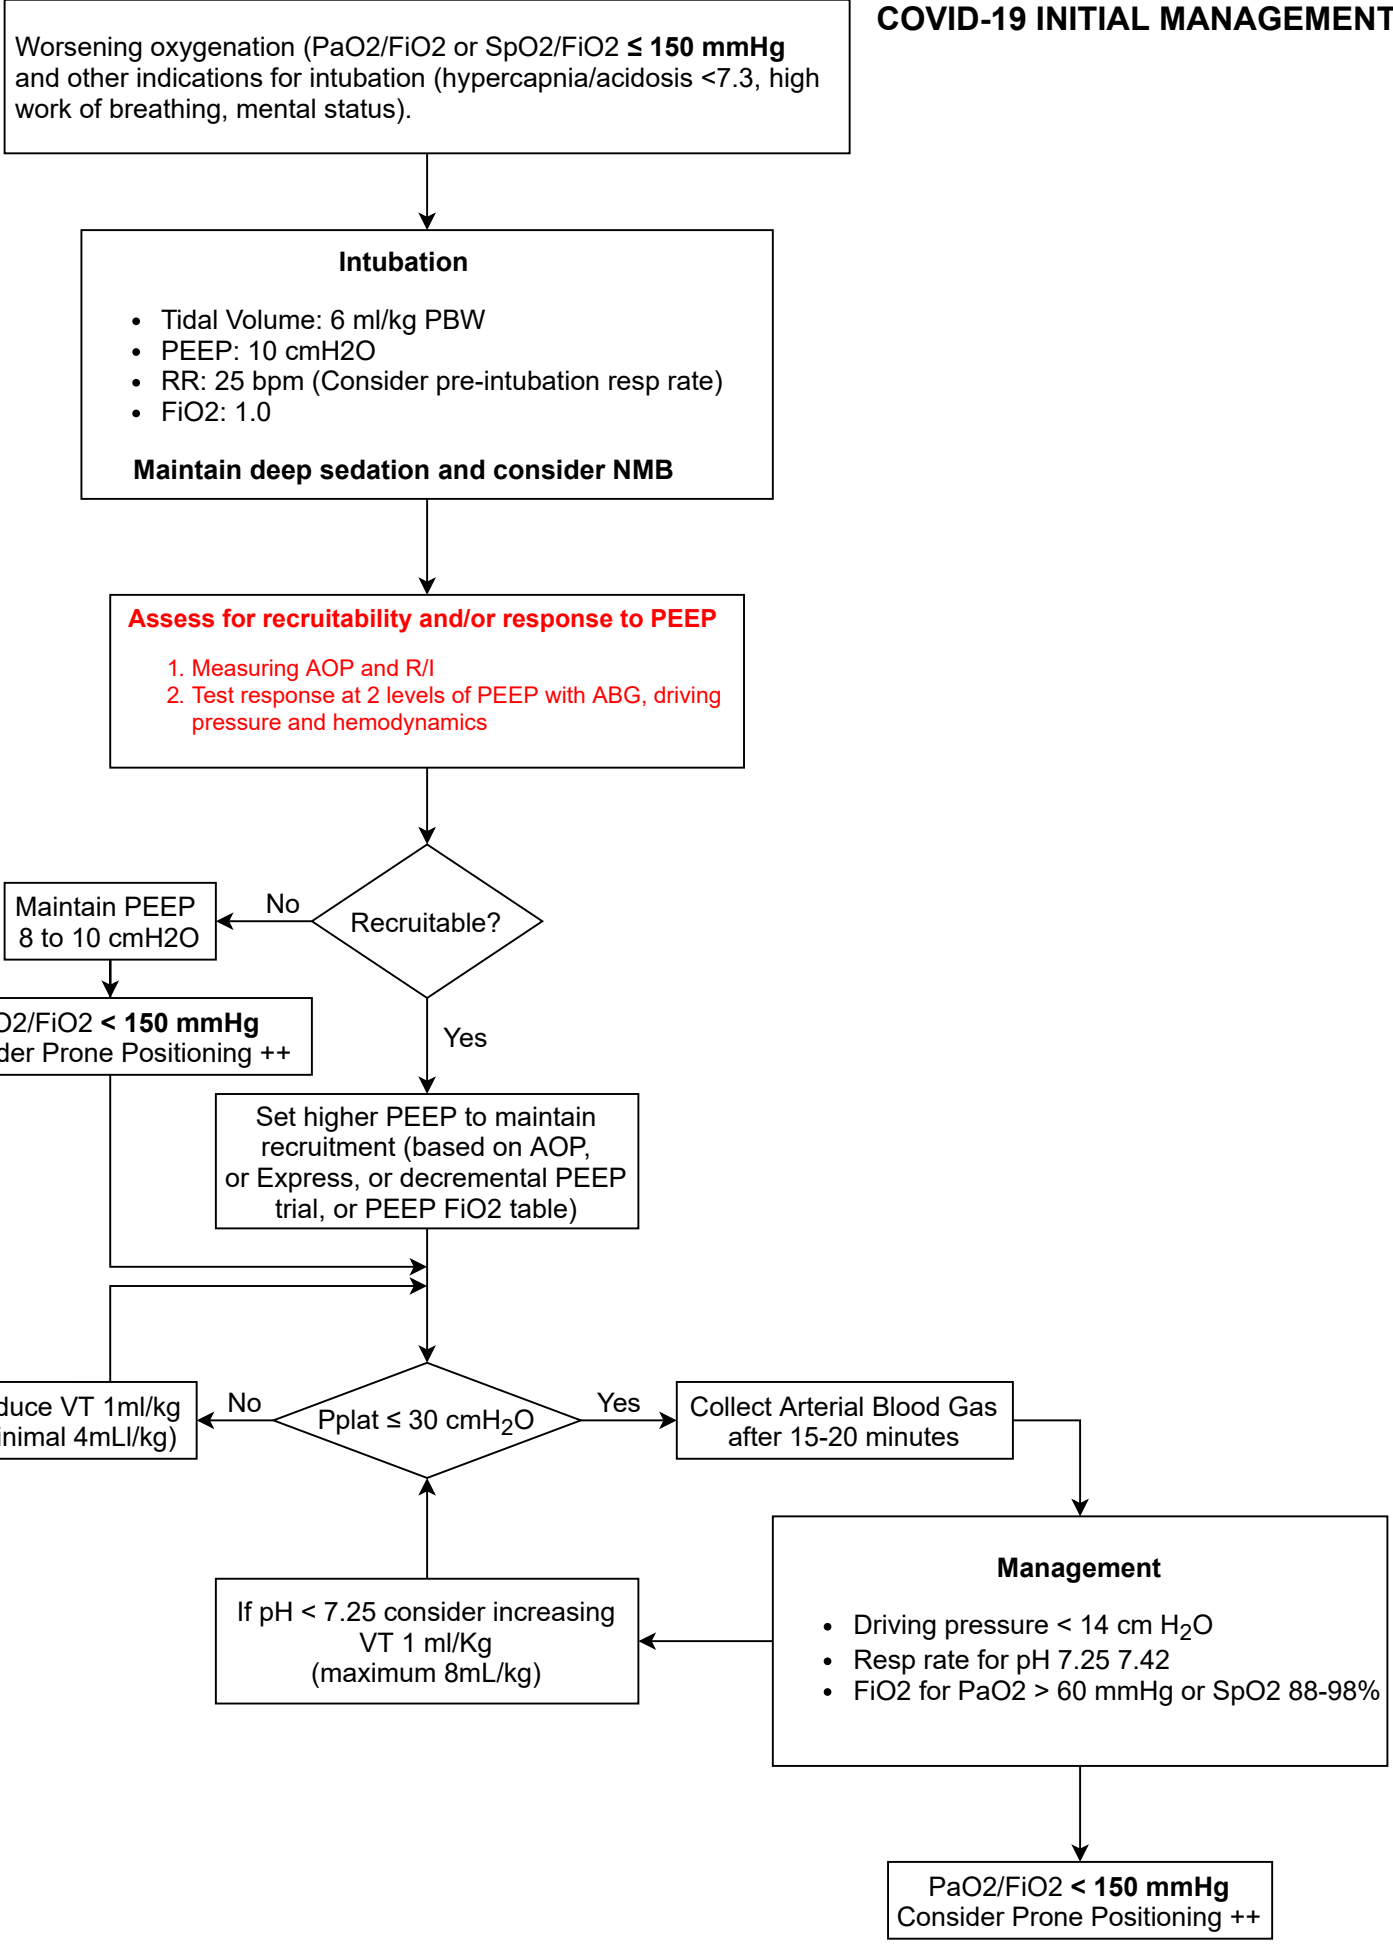 COVID-19 INITIAL MANAGEMENT
Worsening oxygenation (PaO2/FiO2 or SpO2/FiO2 ≤ 150 mmHg
and other indications for intubation (hypercapnia/acidosis <7.3, high
work of breathing, mental status).
Intubation
• Tidal Volume: 6 ml/kg PBW
• PEEP: 10 cmH2O
• RR: 25 bpm (Consider pre-intubation resp rate)
• FiO2: 1.0
Maintain deep sedation and consider NMB
Assess for recruitability and/or response to PEEP
1. Measuring AOP and R/I
2. Test response at 2 levels of PEEP with ABG, driving
pressure and hemodynamics
Recruitable?
No
Maintain PEEP
8 to 10 cmH2O
O2/FiO2 < 150 mmHg
der Prone Positioning ++
Yes
Set higher PEEP to maintain
recruitment (based on AOP,
or Express, or decremental PEEP
trial, or PEEP FiO2 table)
Pplat ≤ 30 cmH₂O
No
duce VT 1ml/kg
inimal 4mLl/kg)
Yes
Collect Arterial Blood Gas
after 15-20 minutes
Management
• Driving pressure < 14 cm H₂O
• Resp rate for pH 7.25 7.42
• FiO2 for PaO2 > 60 mmHg or SpO2 88-98%
If pH < 7.25 consider increasing
VT 1 ml/Kg
(maximum 8mL/kg)
PaO2/FiO2 < 150 mmHg
Consider Prone Positioning ++